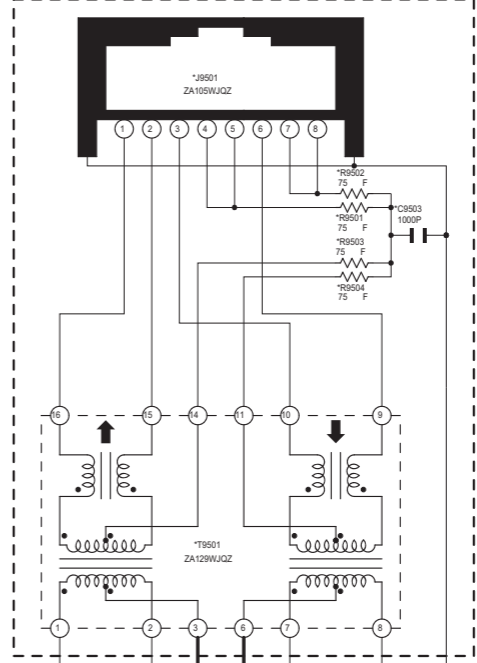 *J9501
ZA105WJQZ
1 2 3 4 5 6 7 8
*R9502
75 F
*C9503
1000P
*R9501
75 F
*R9503
75 F
*R9504
75 F
16 15 14 11 10 9
*T9501
ZA129WJQZ
1 2 3 6 7 8